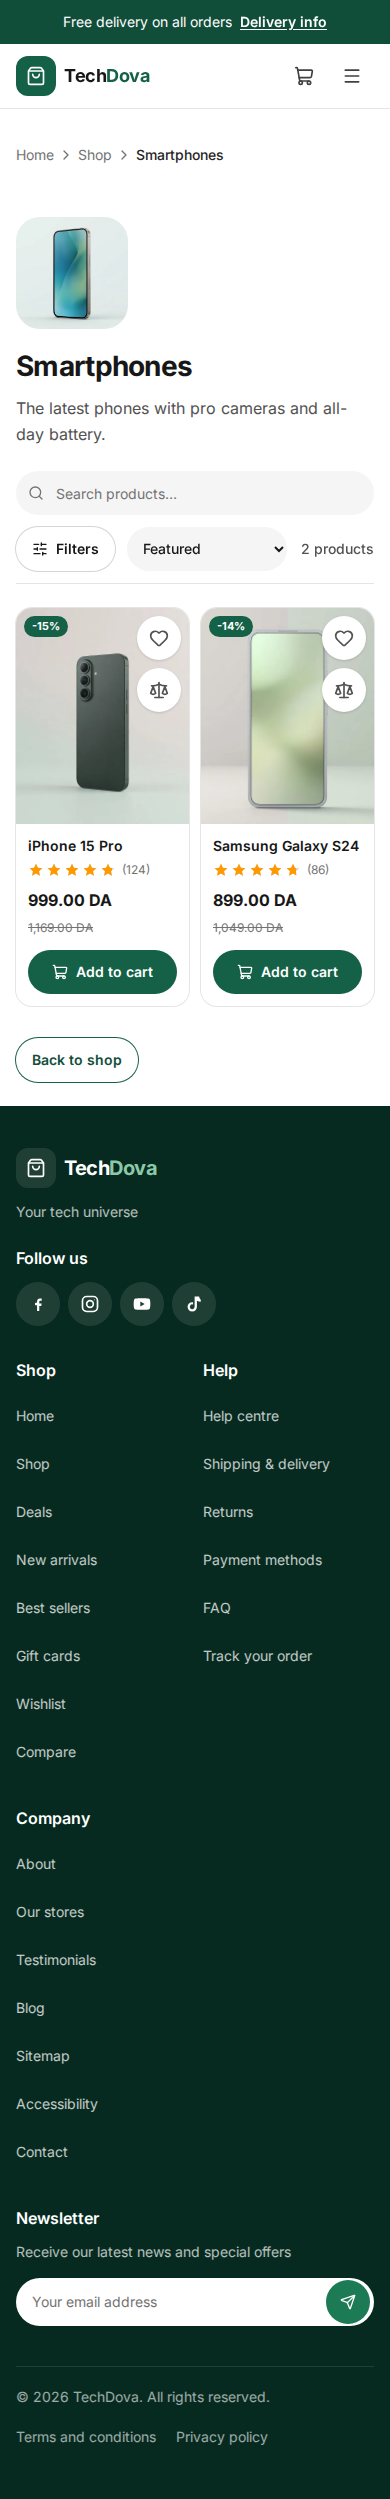 Free delivery on all orders Delivery info
TechDova
Home > Shop > Smartphones
Smartphones
The latest phones with pro cameras and all-
day battery.
Search products...
Filters
Featured
2 products
-15%
-14%
iPhone 15 Pro
(124)
999.00 DA
1,169.00 DA
Add to cart
Samsung Galaxy S24
(86)
899.00 DA
1,049.00 DA
Add to cart
Back to shop
TechDova
Your tech universe
Follow us
Shop
Home
Shop
Deals
New arrivals
Best sellers
Gift cards
Wishlist
Compare
Help
Help centre
Shipping & delivery
Returns
Payment methods
FAQ
Track your order
Company
About
Our stores
Testimonials
Blog
Sitemap
Accessibility
Contact
Newsletter
Receive our latest news and special offers
Your email address
© 2026 TechDova. All rights reserved.
Terms and conditions Privacy policy